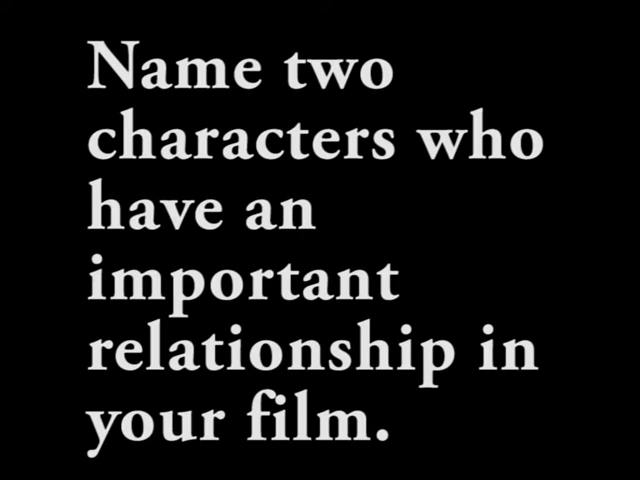 Name two
characters who
have an
important
relationship in
your film.